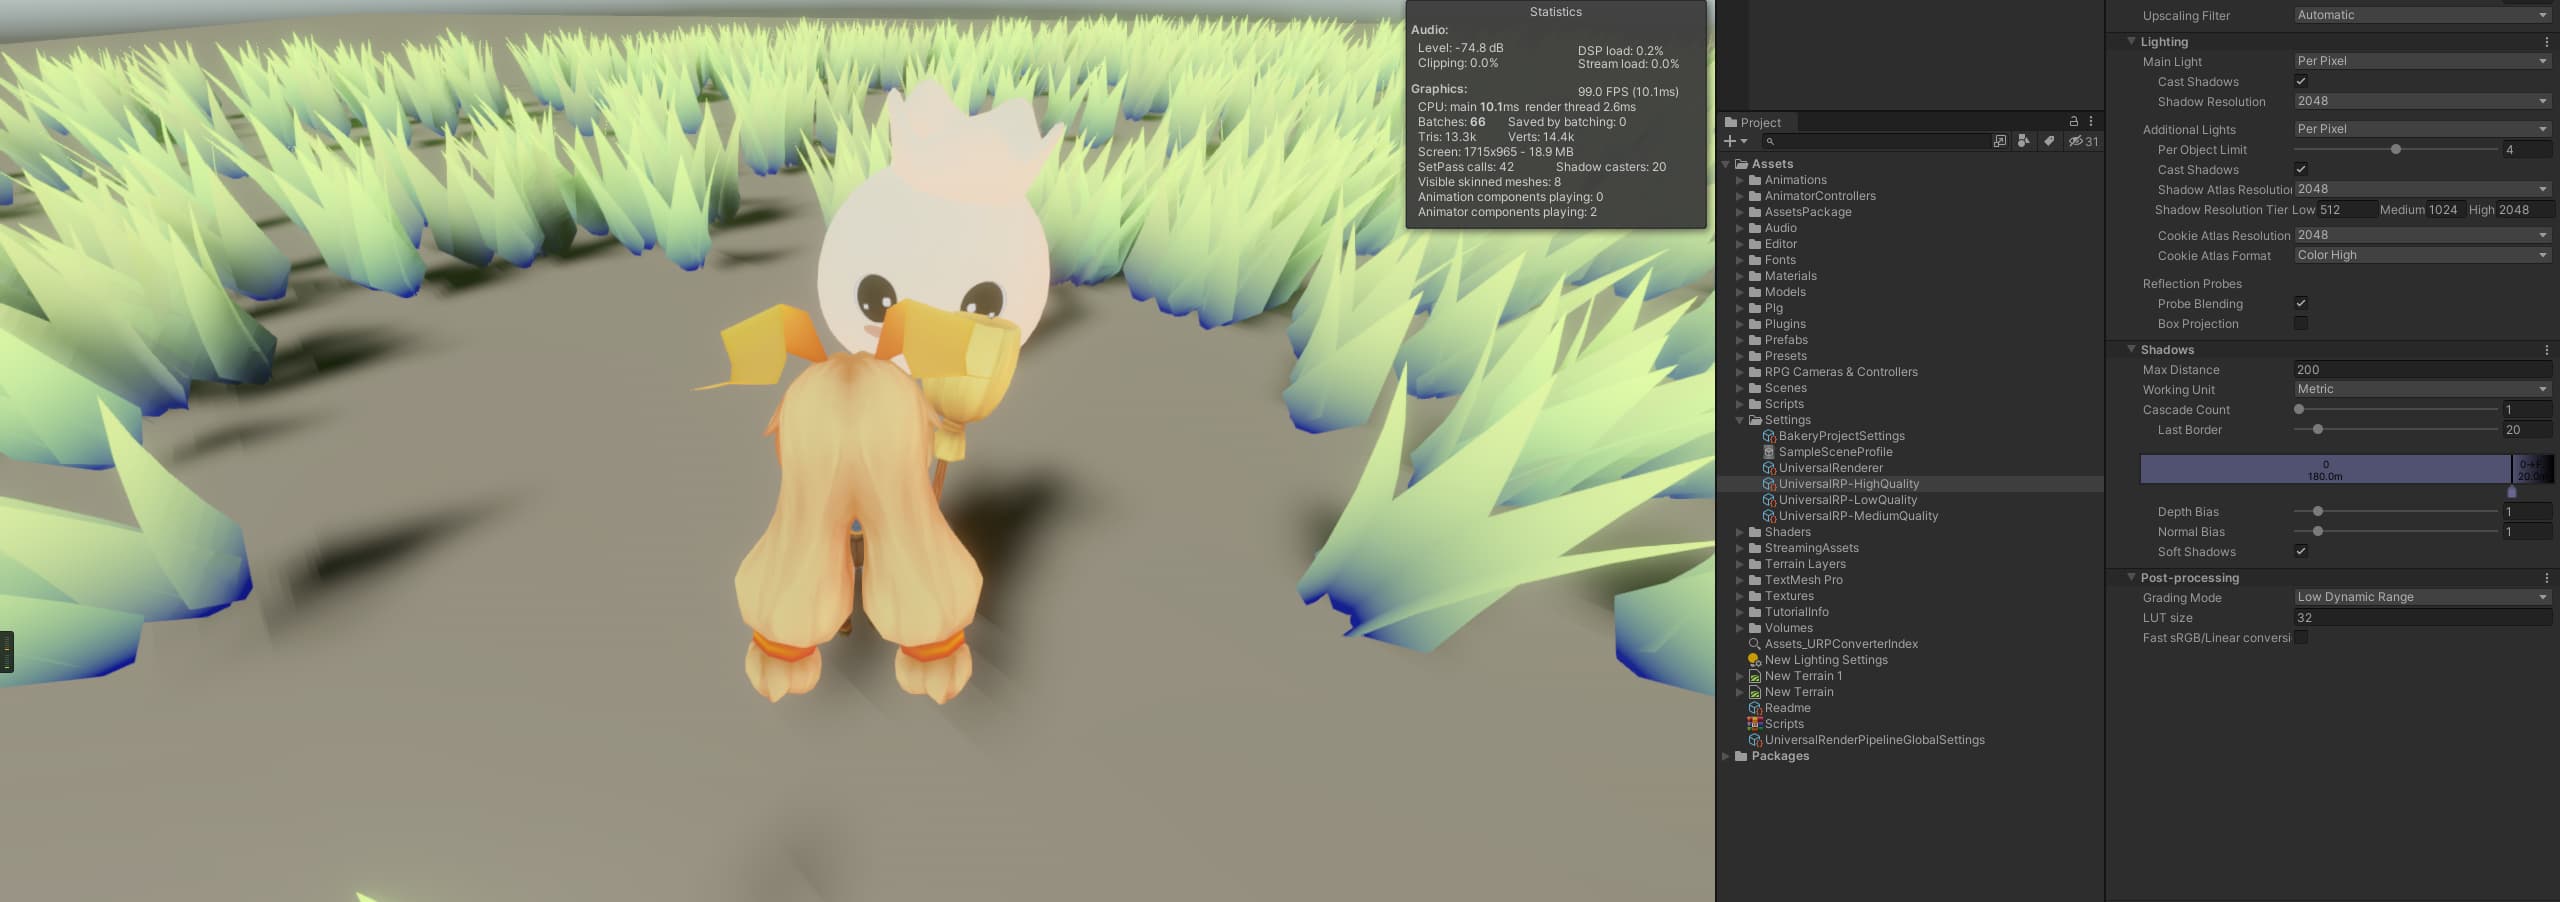 Statistics
Audio:
Level: -74.8 dB DSP load: 0.2%
Clipping: 0.0% Stream load: 0.0%
Graphics: 99.0 FPS (10.1ms)
CPU: main 10.1ms render thread 2.6ms
Batches: 66 Saved by batching: 0
Tris: 13.3k Verts: 14.4k
Screen: 1715x965 - 18.9 MB
SetPass calls: 42 Shadow casters: 20
Visible skinned meshes: 8
Animation components playing: 0
Animator components playing: 2
Project
31
Assets
Animations
AnimatorControllers
AssetsPackage
Audio
Editor
Fonts
Materials
Models
Plg
Plugins
Prefabs
Presets
RPG Cameras & Controllers
Scenes
Scripts
Settings
BakeryProjectSettings
SampleSceneProfile
UniversalRenderer
UniversalRP-HighQuality
UniversalRP-LowQuality
UniversalRP-MediumQuality
Shaders
StreamingAssets
Terrain Layers
TextMesh Pro
Textures
TutorialInfo
Volumes
Assets_URPConverterIndex
New Lighting Settings
New Terrain 1
New Terrain
Readme
Scripts
UniversalRenderPipelineGlobalSettings
Packages
Upscaling Filter Automatic
Lighting
Main Light Per Pixel
Cast Shadows
Shadow Resolution 2048
Additional Lights Per Pixel
Per Object Limit 4
Cast Shadows
Shadow Atlas Resolution 2048
Shadow Resolution Tier Low 512 Medium 1024 High 2048
Cookie Atlas Resolution 2048
Cookie Atlas Format Color High
Reflection Probes
Probe Blending
Box Projection
Shadows
Max Distance 200
Working Unit Metric
Cascade Count 1
Last Border 20
0 0→F
180.0m 20.0m
Depth Bias 1
Normal Bias 1
Soft Shadows
Post-processing
Grading Mode Low Dynamic Range
LUT size 32
Fast sRGB/Linear conversi